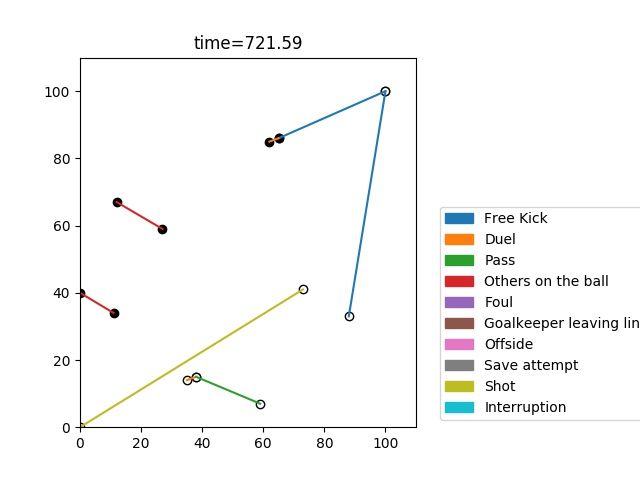 time=721.59
100
80
60
40
20
0
0 20 40 60 80 100
Free Kick
Duel
Pass
Others on the ball
Foul
Goalkeeper leaving lin
Offside
Save attempt
Shot
Interruption